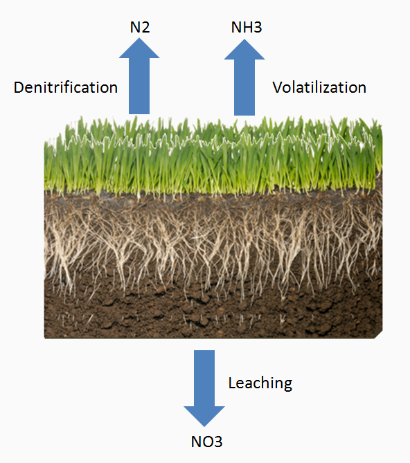 N2
NH3
Denitrification
Volatilization
Leaching
NO3